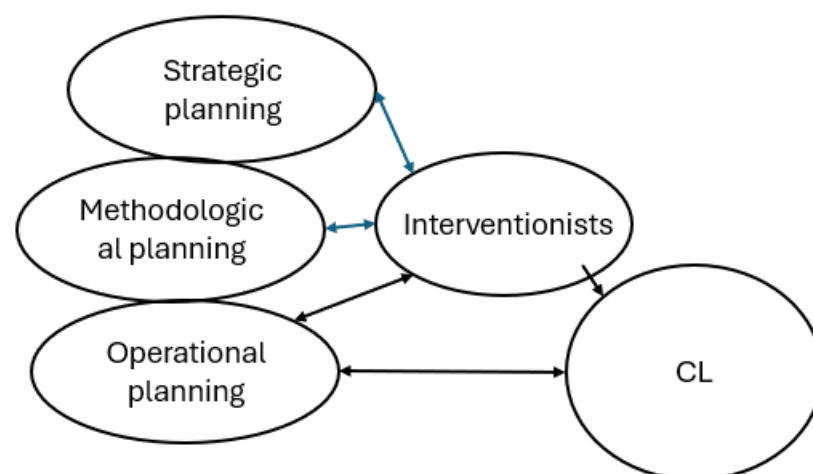 Strategic
planning
Methodologic
al planning
Interventionists
Operational
planning
CL